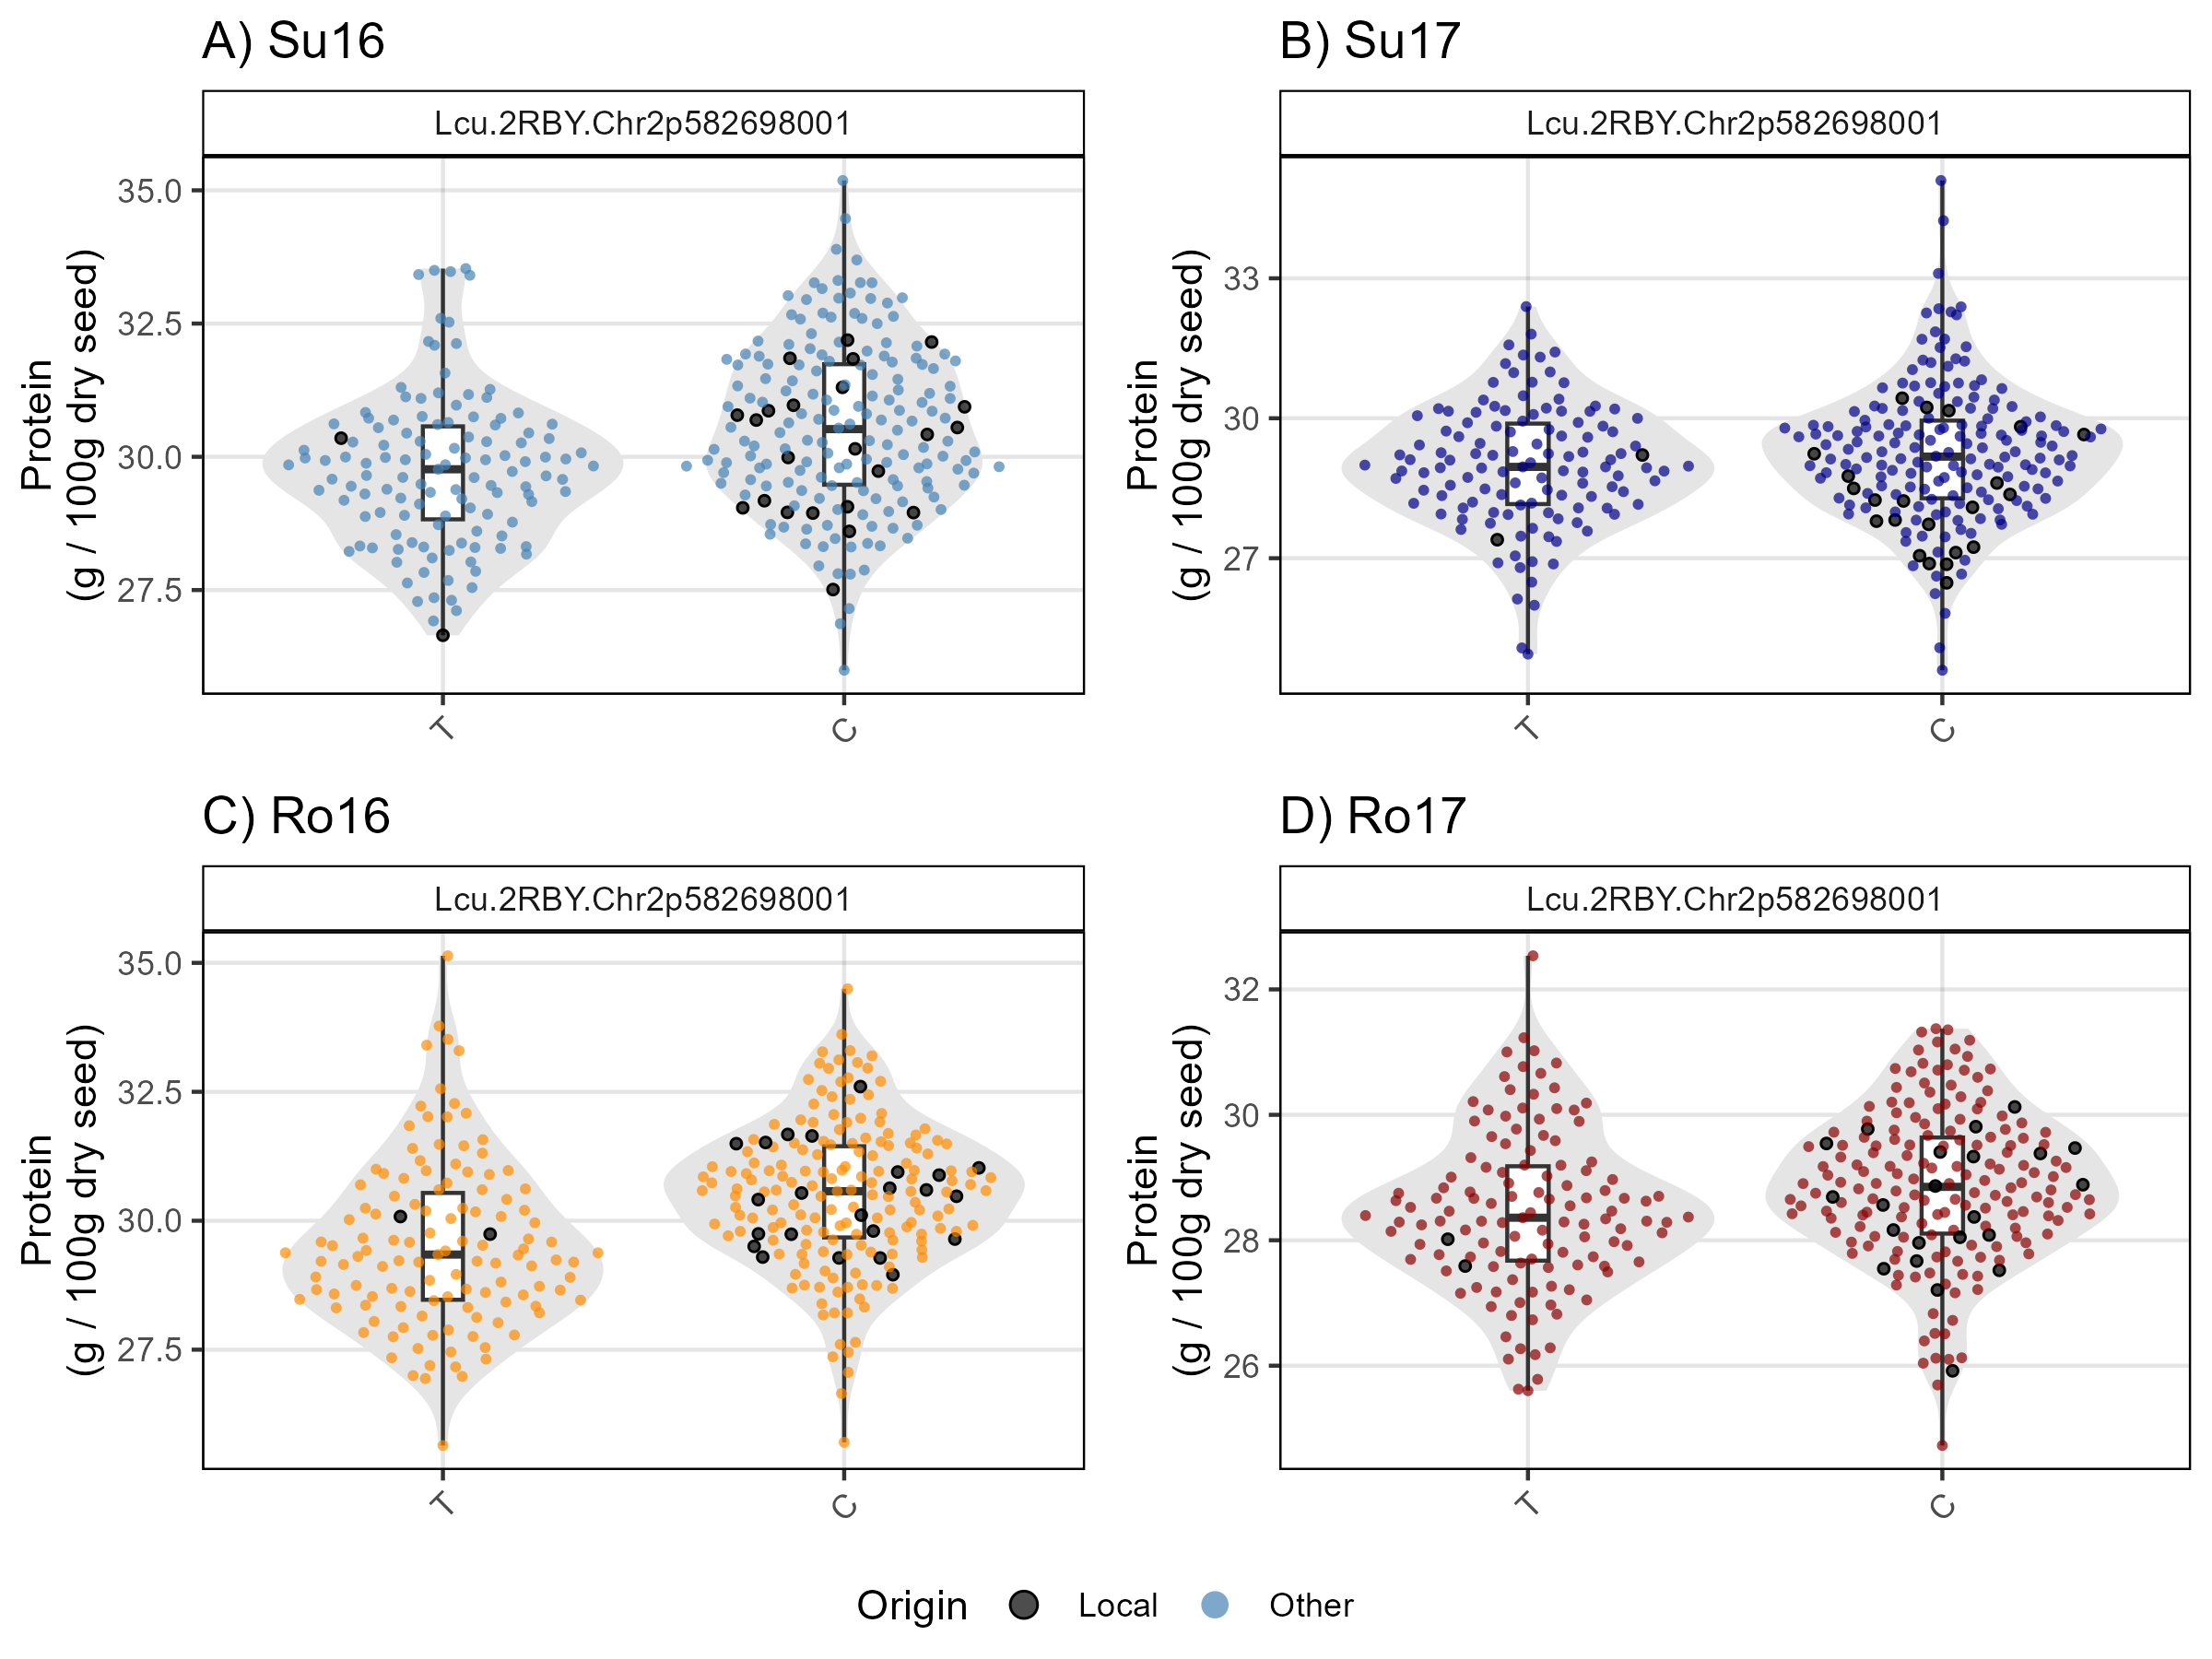 A) Su16
Lcu.2RBY.Chr2p582698001
Protein
(g / 100g dry seed)
35.0
32.5
30.0
27.5
T
C
B) Su17
Lcu.2RBY.Chr2p582698001
Protein
(g / 100g dry seed)
33
30
27
T
C
C) Ro16
Lcu.2RBY.Chr2p582698001
Protein
(g / 100g dry seed)
35.0
32.5
30.0
27.5
T
C
D) Ro17
Lcu.2RBY.Chr2p582698001
Protein
(g / 100g dry seed)
32
30
28
26
T
C
Origin Local Other